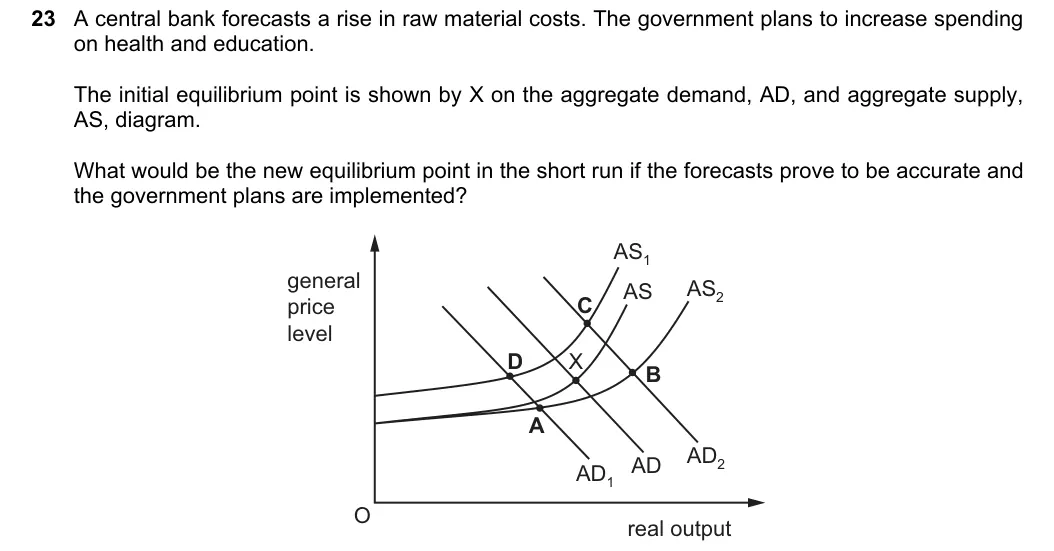 23 A central bank forecasts a rise in raw material costs. The government plans to increase spending
on health and education.
The initial equilibrium point is shown by X on the aggregate demand, AD, and aggregate supply,
AS, diagram.
What would be the new equilibrium point in the short run if the forecasts prove to be accurate and
the government plans are implemented?
AS₁
general
price
level
C
AS
AS₂
D
X
B
A
AD₁
AD
AD₂
O
real output